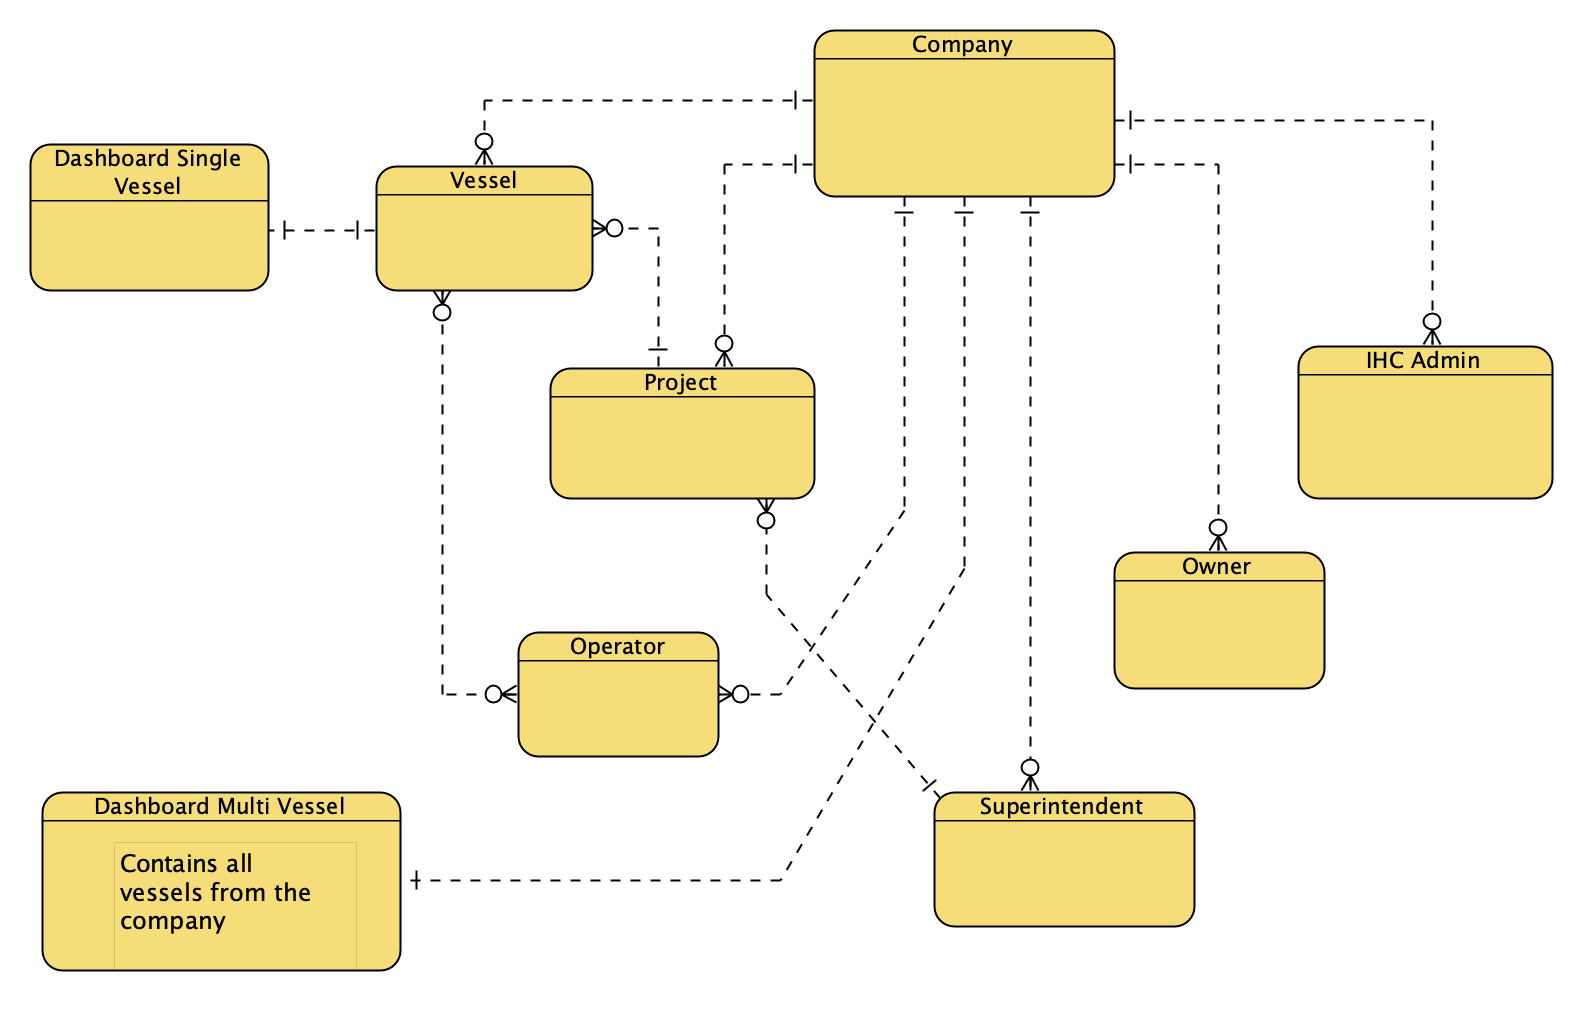 Company
Dashboard Single
Vessel
Vessel
IHC Admin
Project
Owner
Operator
Dashboard Multi Vessel
Contains all
vessels from the
company
Superintendent